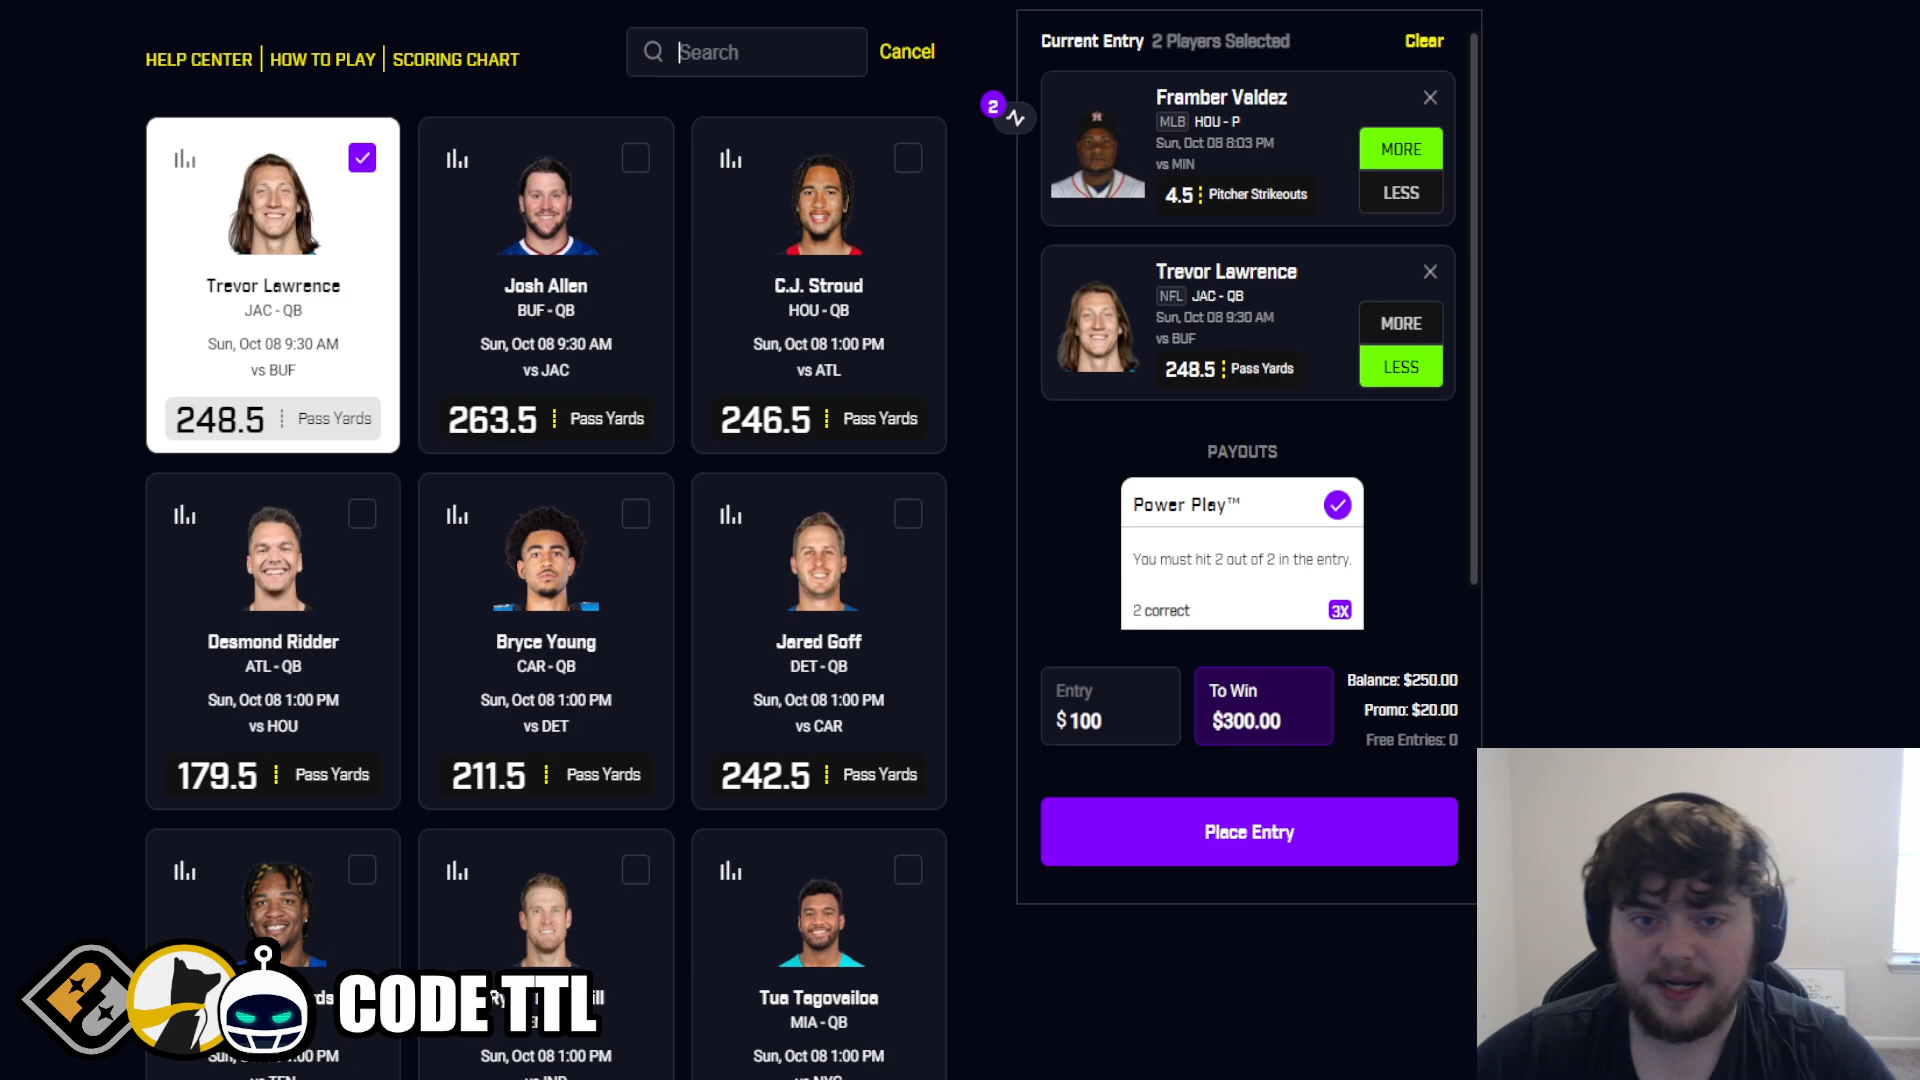 HELP CENTER
HOW TO PLAY
SCORING CHART
Search
Cancel
Trevor Lawrence
JAC - QB
Sun, Oct 08 9:30 AM
vs BUF
248.5 Pass Yards
Josh Allen
BUF - QB
Sun, Oct 08 9:30 AM
vs JAC
263.5 Pass Yards
C.J. Stroud
HOU - QB
Sun, Oct 08 1:00 PM
vs ATL
246.5 Pass Yards
Desmond Ridder
ATL - QB
Sun, Oct 08 1:00 PM
vs HOU
179.5 Pass Yards
Bryce Young
CAR - QB
Sun, Oct 08 1:00 PM
vs DET
211.5 Pass Yards
Jared Goff
DET - QB
Sun, Oct 08 1:00 PM
vs CAR
242.5 Pass Yards
Sun, Oct 08 1:00 PM
Tua Tagovailoa
MIA - QB
Sun, Oct 08 1:00 PM
CODE TTL
2
Current Entry 2 Players Selected
Clear
Framber Valdez
MLB HOU - P
Sun, Oct 08 8:03 PM
vs MIN
4.5 Pitcher Strikeouts
MORE
LESS
Trevor Lawrence
NFL JAC - QB
Sun, Oct 08 9:30 AM
vs BUF
248.5 Pass Yards
MORE
LESS
PAYOUTS
Power Play™
You must hit 2 out of 2 in the entry.
2 correct 3X
Entry
$ 100
To Win
$300.00
Balance: $250.00
Promo: $20.00
Free Entries: 0
Place Entry